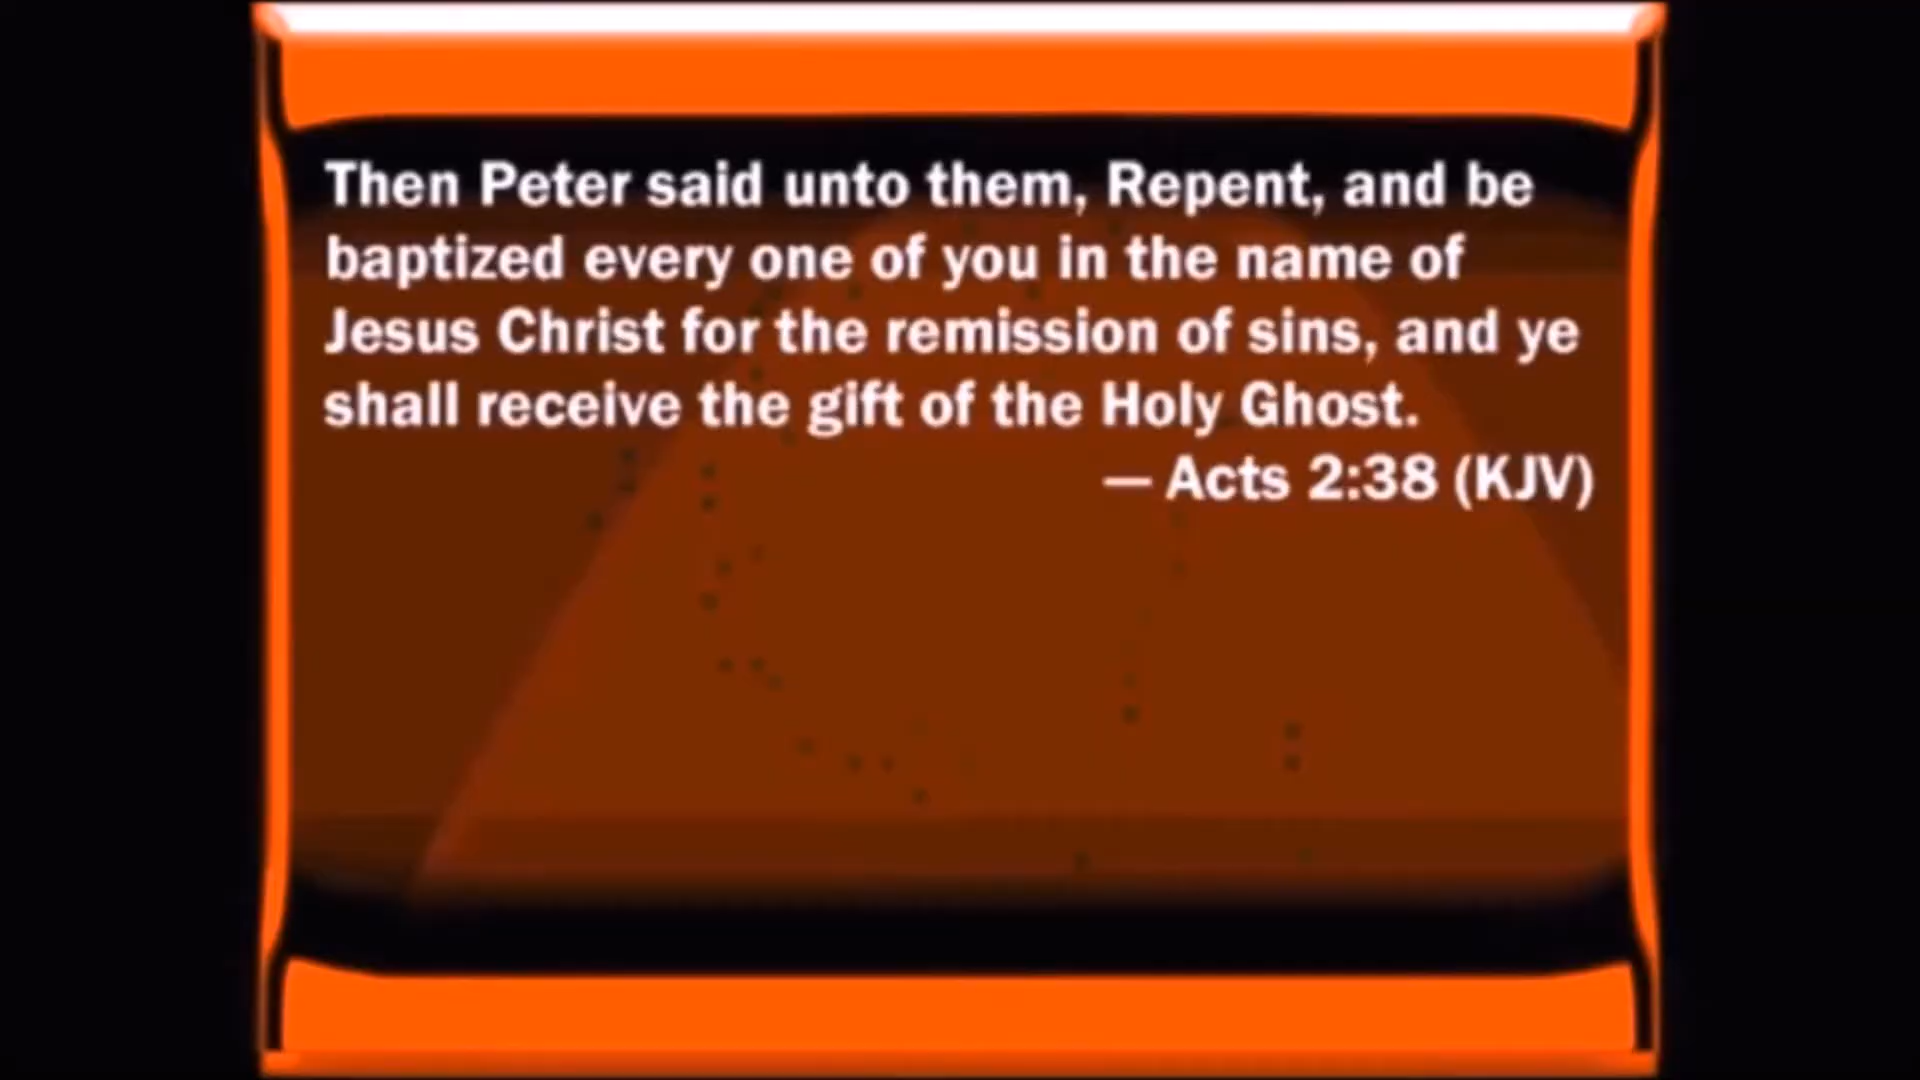 Then Peter said unto them, Repent, and be
baptized every one of you in the name of
Jesus Christ for the remission of sins, and ye
shall receive the gift of the Holy Ghost.
— Acts 2:38 (KJV)